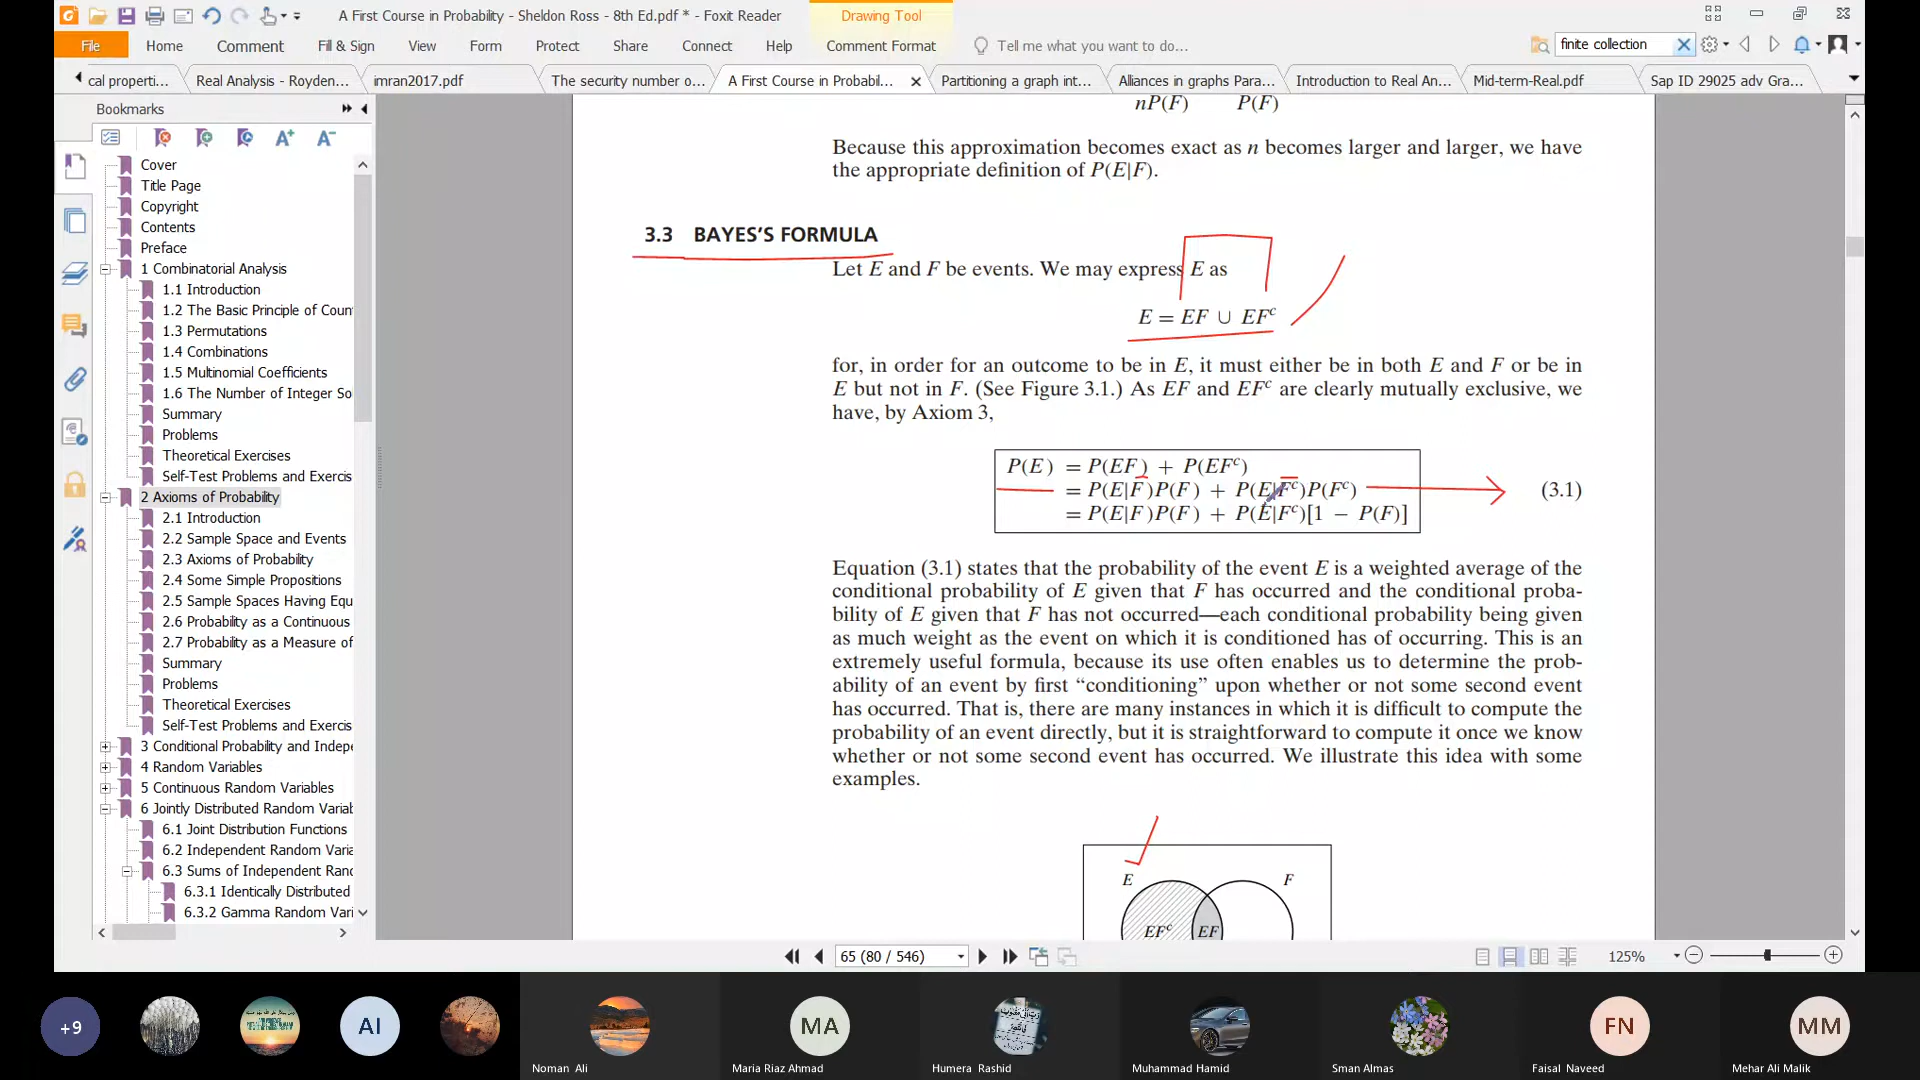 A First Course in Probability - Sheldon Ross - 8th Ed.pdf * - Foxit Reader
Drawing Tool
File
Home
Comment
Fill & Sign
View
Form
Protect
Share
Connect
Help
Comment Format
Tell me what you want to do...
finite collection
cal properti...
Real Analysis - Royden...
imran2017.pdf
The security number o...
A First Course in Probabil...
Partitioning a graph int...
Alliances in graphs Para...
Introduction to Real An...
Mid-term-Real.pdf
Sap ID 29025 adv Gra...
Bookmarks
Cover
Title Page
Copyright
Contents
Preface
1 Combinatorial Analysis
1.1 Introduction
1.2 The Basic Principle of Coun
1.3 Permutations
1.4 Combinations
1.5 Multinomial Coefficients
1.6 The Number of Integer So
Summary
Problems
Theoretical Exercises
Self-Test Problems and Exercis
2 Axioms of Probability
2.1 Introduction
2.2 Sample Space and Events
2.3 Axioms of Probability
2.4 Some Simple Propositions
2.5 Sample Spaces Having Equ
2.6 Probability as a Continuous
2.7 Probability as a Measure of
Summary
Problems
Theoretical Exercises
Self-Test Problems and Exercis
3 Conditional Probability and Indepe
4 Random Variables
5 Continuous Random Variables
6 Jointly Distributed Random Variab
6.1 Joint Distribution Functions
6.2 Independent Random Varia
6.3 Sums of Independent Rand
6.3.1 Identically Distributed
6.3.2 Gamma Random Vari
nP(F) P(F)
Because this approximation becomes exact as n becomes larger and larger, we have
the appropriate definition of P(E|F).
3.3 BAYES'S FORMULA
Let E and F be events. We may express E as
E = EF ∪ EFᶜ
for, in order for an outcome to be in E, it must either be in both E and F or be in
E but not in F. (See Figure 3.1.) As EF and EFᶜ are clearly mutually exclusive, we
have, by Axiom 3,
P(E) = P(EF) + P(EFᶜ)
= P(E|F)P(F) + P(E|Fᶜ)P(Fᶜ) (3.1)
= P(E|F)P(F) + P(E|Fᶜ)[1 − P(F)]
Equation (3.1) states that the probability of the event E is a weighted average of the
conditional probability of E given that F has occurred and the conditional proba-
bility of E given that F has not occurred—each conditional probability being given
as much weight as the event on which it is conditioned has of occurring. This is an
extremely useful formula, because its use often enables us to determine the prob-
ability of an event by first “conditioning” upon whether or not some second event
has occurred. That is, there are many instances in which it is difficult to compute the
probability of an event directly, but it is straightforward to compute it once we know
whether or not some second event has occurred. We illustrate this idea with some
examples.
E F
EFᶜ EF
65 (80 / 546)
125%
+9
AI
MA
FN
MM
Noman Ali
Maria Riaz Ahmad
Humera Rashid
Muhammad Hamid
Sman Almas
Faisal Naveed
Mehar Ali Malik